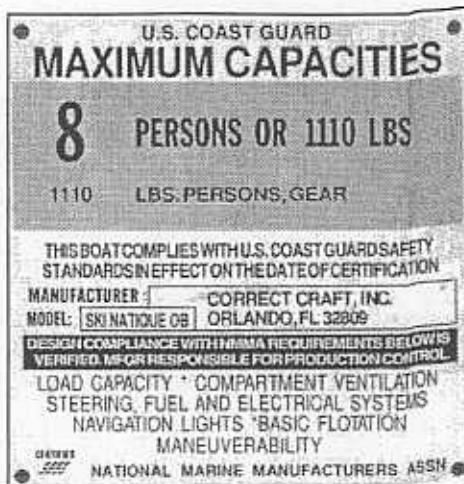 U.S. COAST GUARD
MAXIMUM CAPACITIES
8 PERSONS OR 1110 LBS
1110 LBS. PERSONS, GEAR
THIS BOAT COMPLIES WITH U.S. COAST GUARD SAFETY
STANDARDS IN EFFECT ON THE DATE OF CERTIFICATION
MANUFACTURER: CORRECT CRAFT, INC.
MODEL: SKI NATIQUE OB ORLANDO, FL 32809
DESIGN COMPLIANCE WITH NMMA REQUIREMENTS BELOW IS
VERIFIED. MFGR RESPONSIBLE FOR PRODUCTION CONTROL.
LOAD CAPACITY * COMPARTMENT VENTILATION
STEERING, FUEL AND ELECTRICAL SYSTEMS
NAVIGATION LIGHTS *BASIC FLOTATION
MANEUVERABILITY
NATIONAL MARINE MANUFACTURERS ASSN